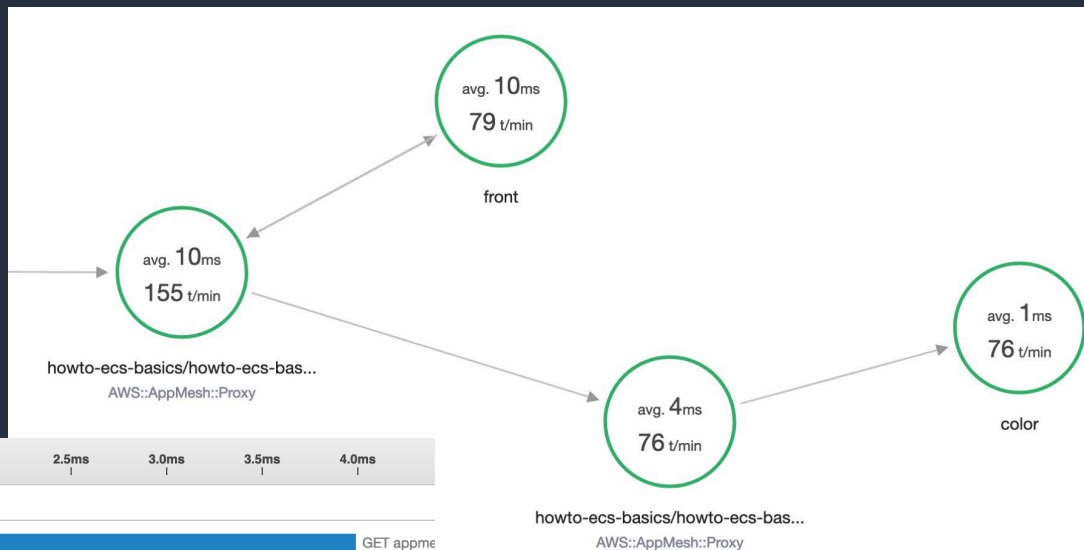 avg. 10ms
79 t/min
front
avg. 10ms
155 t/min
howto-ecs-basics/howto-ecs-bas...
AWS::AppMesh::Proxy
avg. 1ms
76 t/min
color
avg. 4ms
76 t/min
howto-ecs-basics/howto-ecs-bas...
AWS::AppMesh::Proxy
2.5ms 3.0ms 3.5ms 4.0ms
GET appme